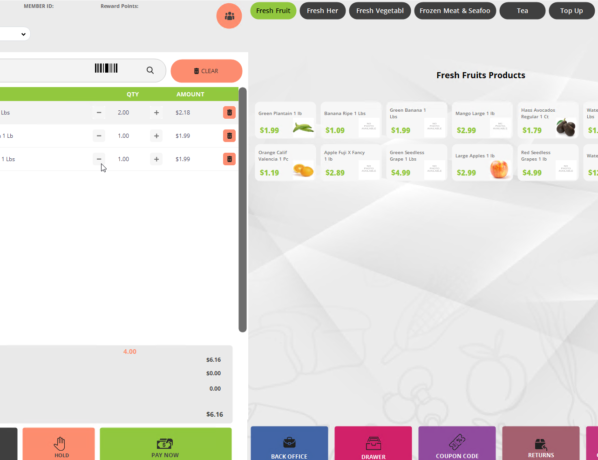 MEMBER ID: Reward Points:
Fresh Fruit Fresh Her Fresh Vegetabl Frozen Meat & Seafoo Tea Top Up
CLEAR
Fresh Fruits Products
QTY AMOUNT
Lbs 2.00 $2.18
1 Lb 1.00 $1.99
1 Lbs 1.00 $1.99
Green Plantain 1 lb
$1.99
Banana Ripe 1 Lbs
$1.09
Green Banana 1
Lbs
$1.99
Mango Large 1 lb
$2.99
Hass Avocados
Regular 1 Ct
$1.79
Orange Calif
Valencia 1 Pc
$1.19
Apple Fuji X Fancy
1 lb
$2.89
Green Seedless
Grape 1 Lbs
$4.99
Large Apples 1 lb
$2.99
Red Seedless
Grapes 1 lb
$4.99
4.00
$6.16
$0.00
0.00
$6.16
HOLD
PAY NOW
BACK OFFICE
DRAWER
COUPON CODE
RETURNS